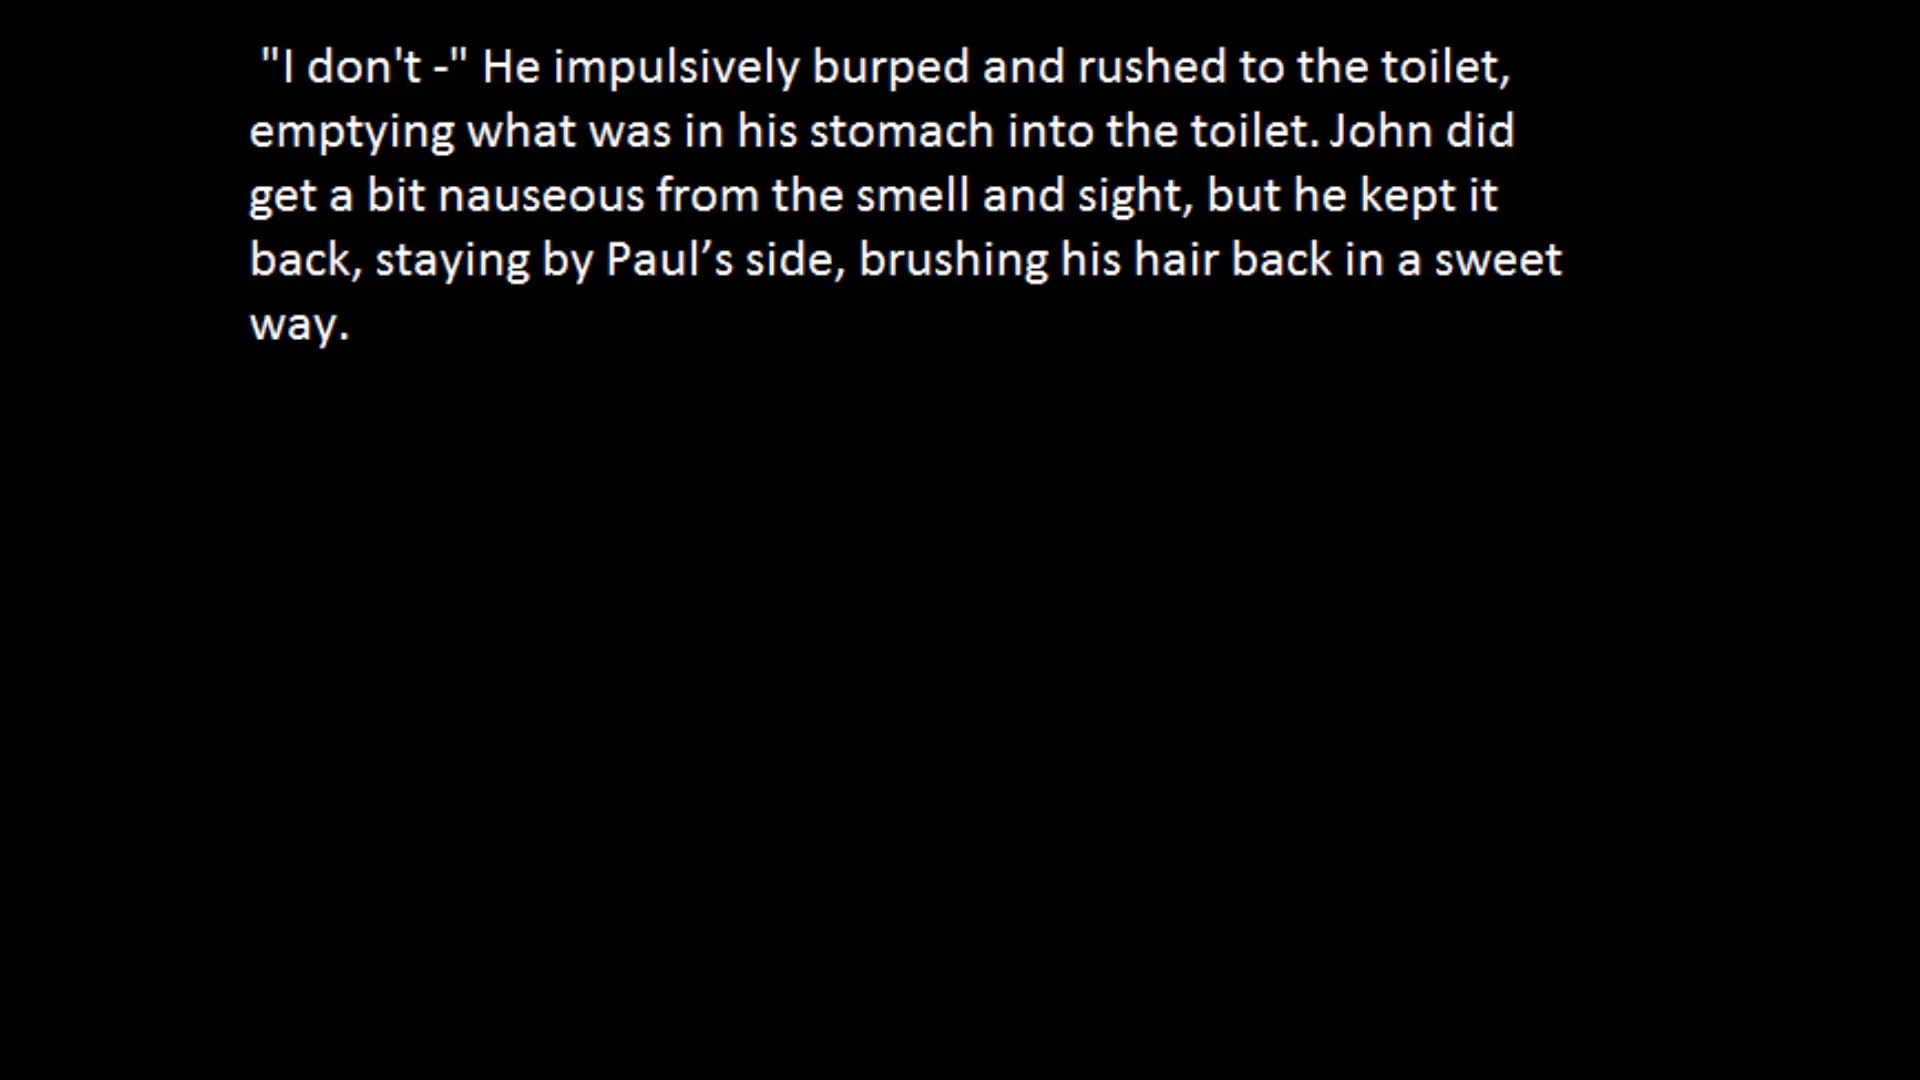 "I don't -" He impulsively burped and rushed to the toilet,
emptying what was in his stomach into the toilet. John did
get a bit nauseous from the smell and sight, but he kept it
back, staying by Paul’s side, brushing his hair back in a sweet
way.